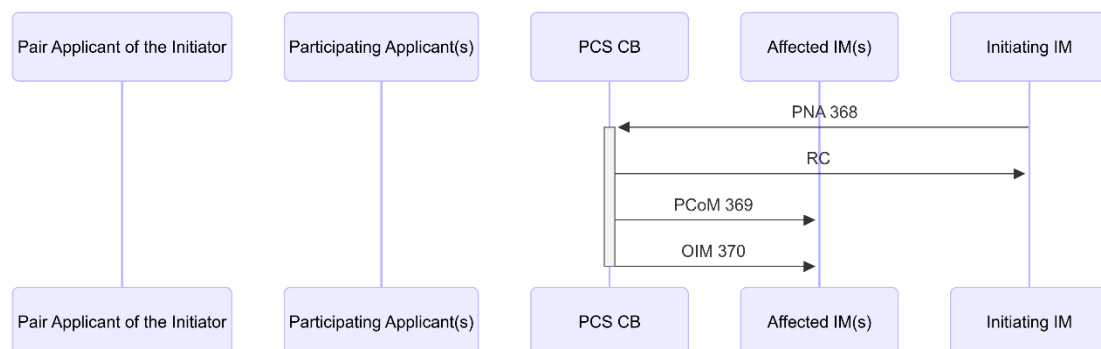 Pair Applicant of the Initiator
Participating Applicant(s)
PCS CB
Affected IM(s)
Initiating IM
PNA 368
RC
PCoM 369
OIM 370
Pair Applicant of the Initiator
Participating Applicant(s)
PCS CB
Affected IM(s)
Initiating IM